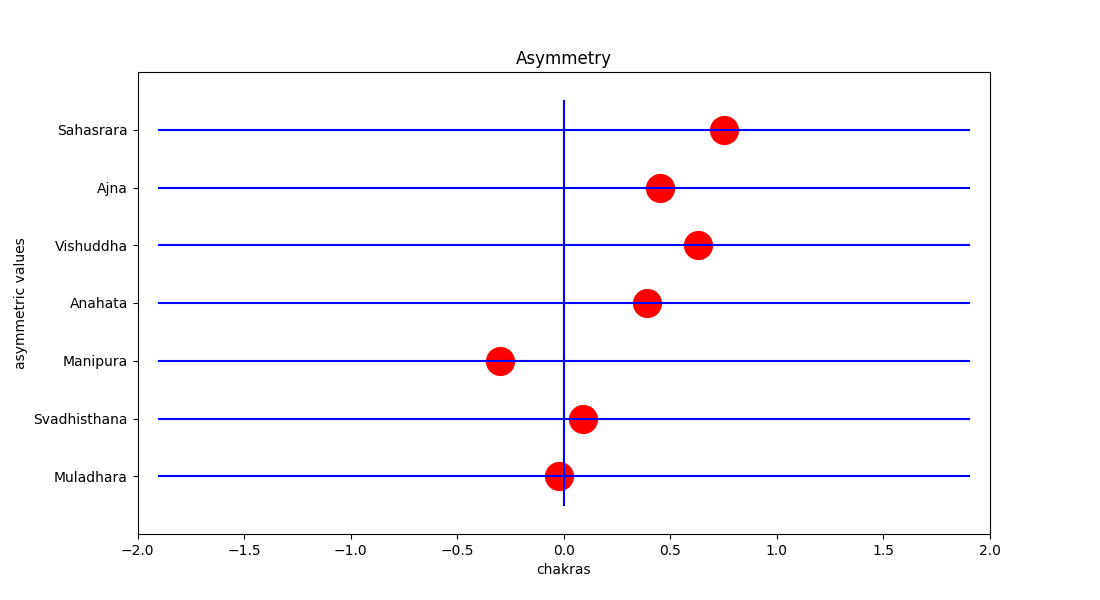 Asymmetry
asymmetric values
Sahasrara
Ajna
Vishuddha
Anahata
Manipura
Svadhisthana
Muladhara
−2.0 −1.5 −1.0 −0.5 0.0 0.5 1.0 1.5 2.0
chakras